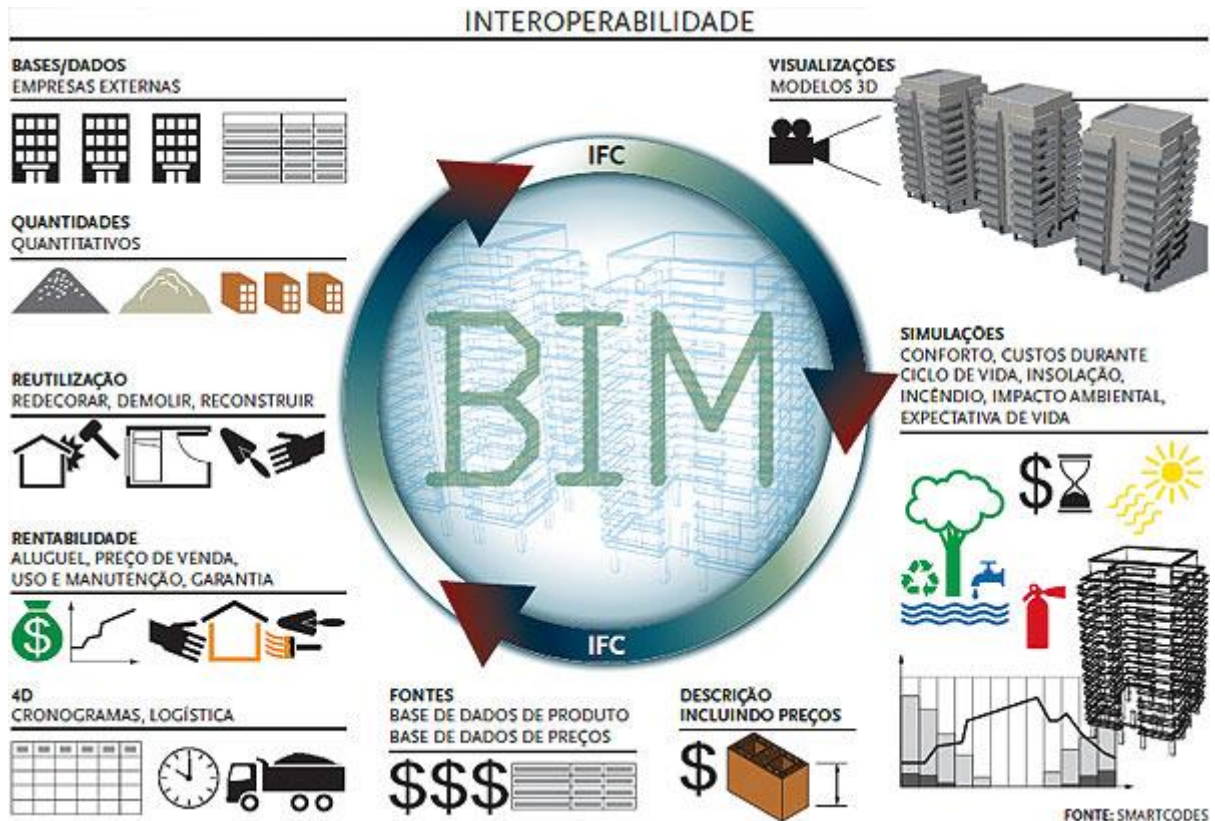 INTEROPERABILIDADE
BASES/DADOS
EMPRESAS EXTERNAS
QUANTIDADES
QUANTITATIVOS
REUTILIZAÇÃO
REDECORAR, DEMOLIR, RECONSTRUIR
RENTABILIDADE
ALUGUEL, PREÇO DE VENDA,
USO E MANUTENÇÃO, GARANTIA
$
4D
CRONOGRAMAS, LOGÍSTICA
IFC
BIM
IFC
FONTES
BASE DE DADOS DE PRODUTO
BASE DE DADOS DE PREÇOS
$$$
DESCRIÇÃO
INCLUINDO PREÇOS
$
VISUALIZAÇÕES
MODELOS 3D
SIMULAÇÕES
CONFORTO, CUSTOS DURANTE
CICLO DE VIDA, INSOLAÇÃO,
INCÊNDIO, IMPACTO AMBIENTAL,
EXPECTATIVA DE VIDA
$
FONTE: SMARTCODES